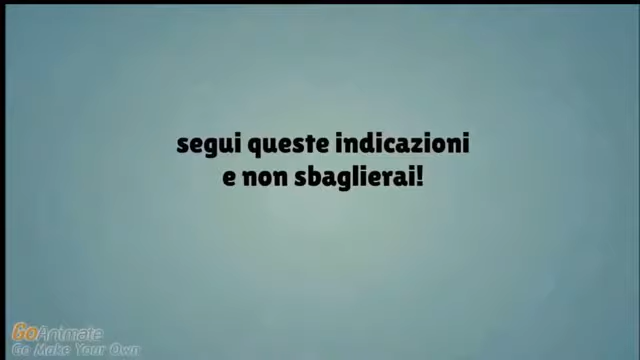 segui queste indicazioni
e non sbaglierai!
GoAnimate
Go Make Your Own